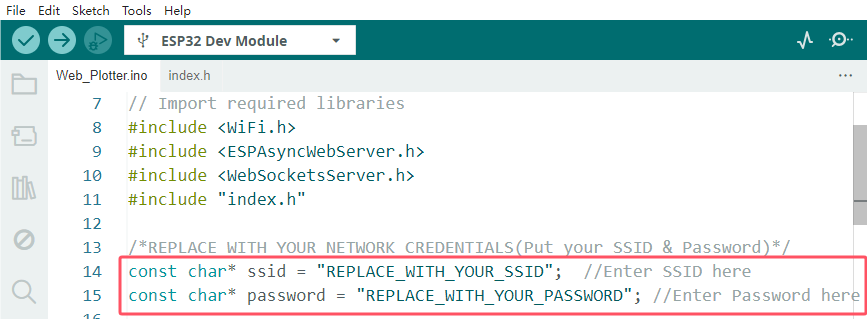 File Edit Sketch Tools Help
ESP32 Dev Module
Web_Plotter.ino index.h
7 // Import required libraries
8 #include <WiFi.h>
9 #include <ESPAsyncWebServer.h>
10 #include <WebSocketsServer.h>
11 #include "index.h"
12
13 /*REPLACE WITH YOUR NETWORK CREDENTIALS(Put your SSID & Password)*/
14 const char* ssid = "REPLACE_WITH_YOUR_SSID"; //Enter SSID here
15 const char* password = "REPLACE_WITH_YOUR_PASSWORD"; //Enter Password here
16